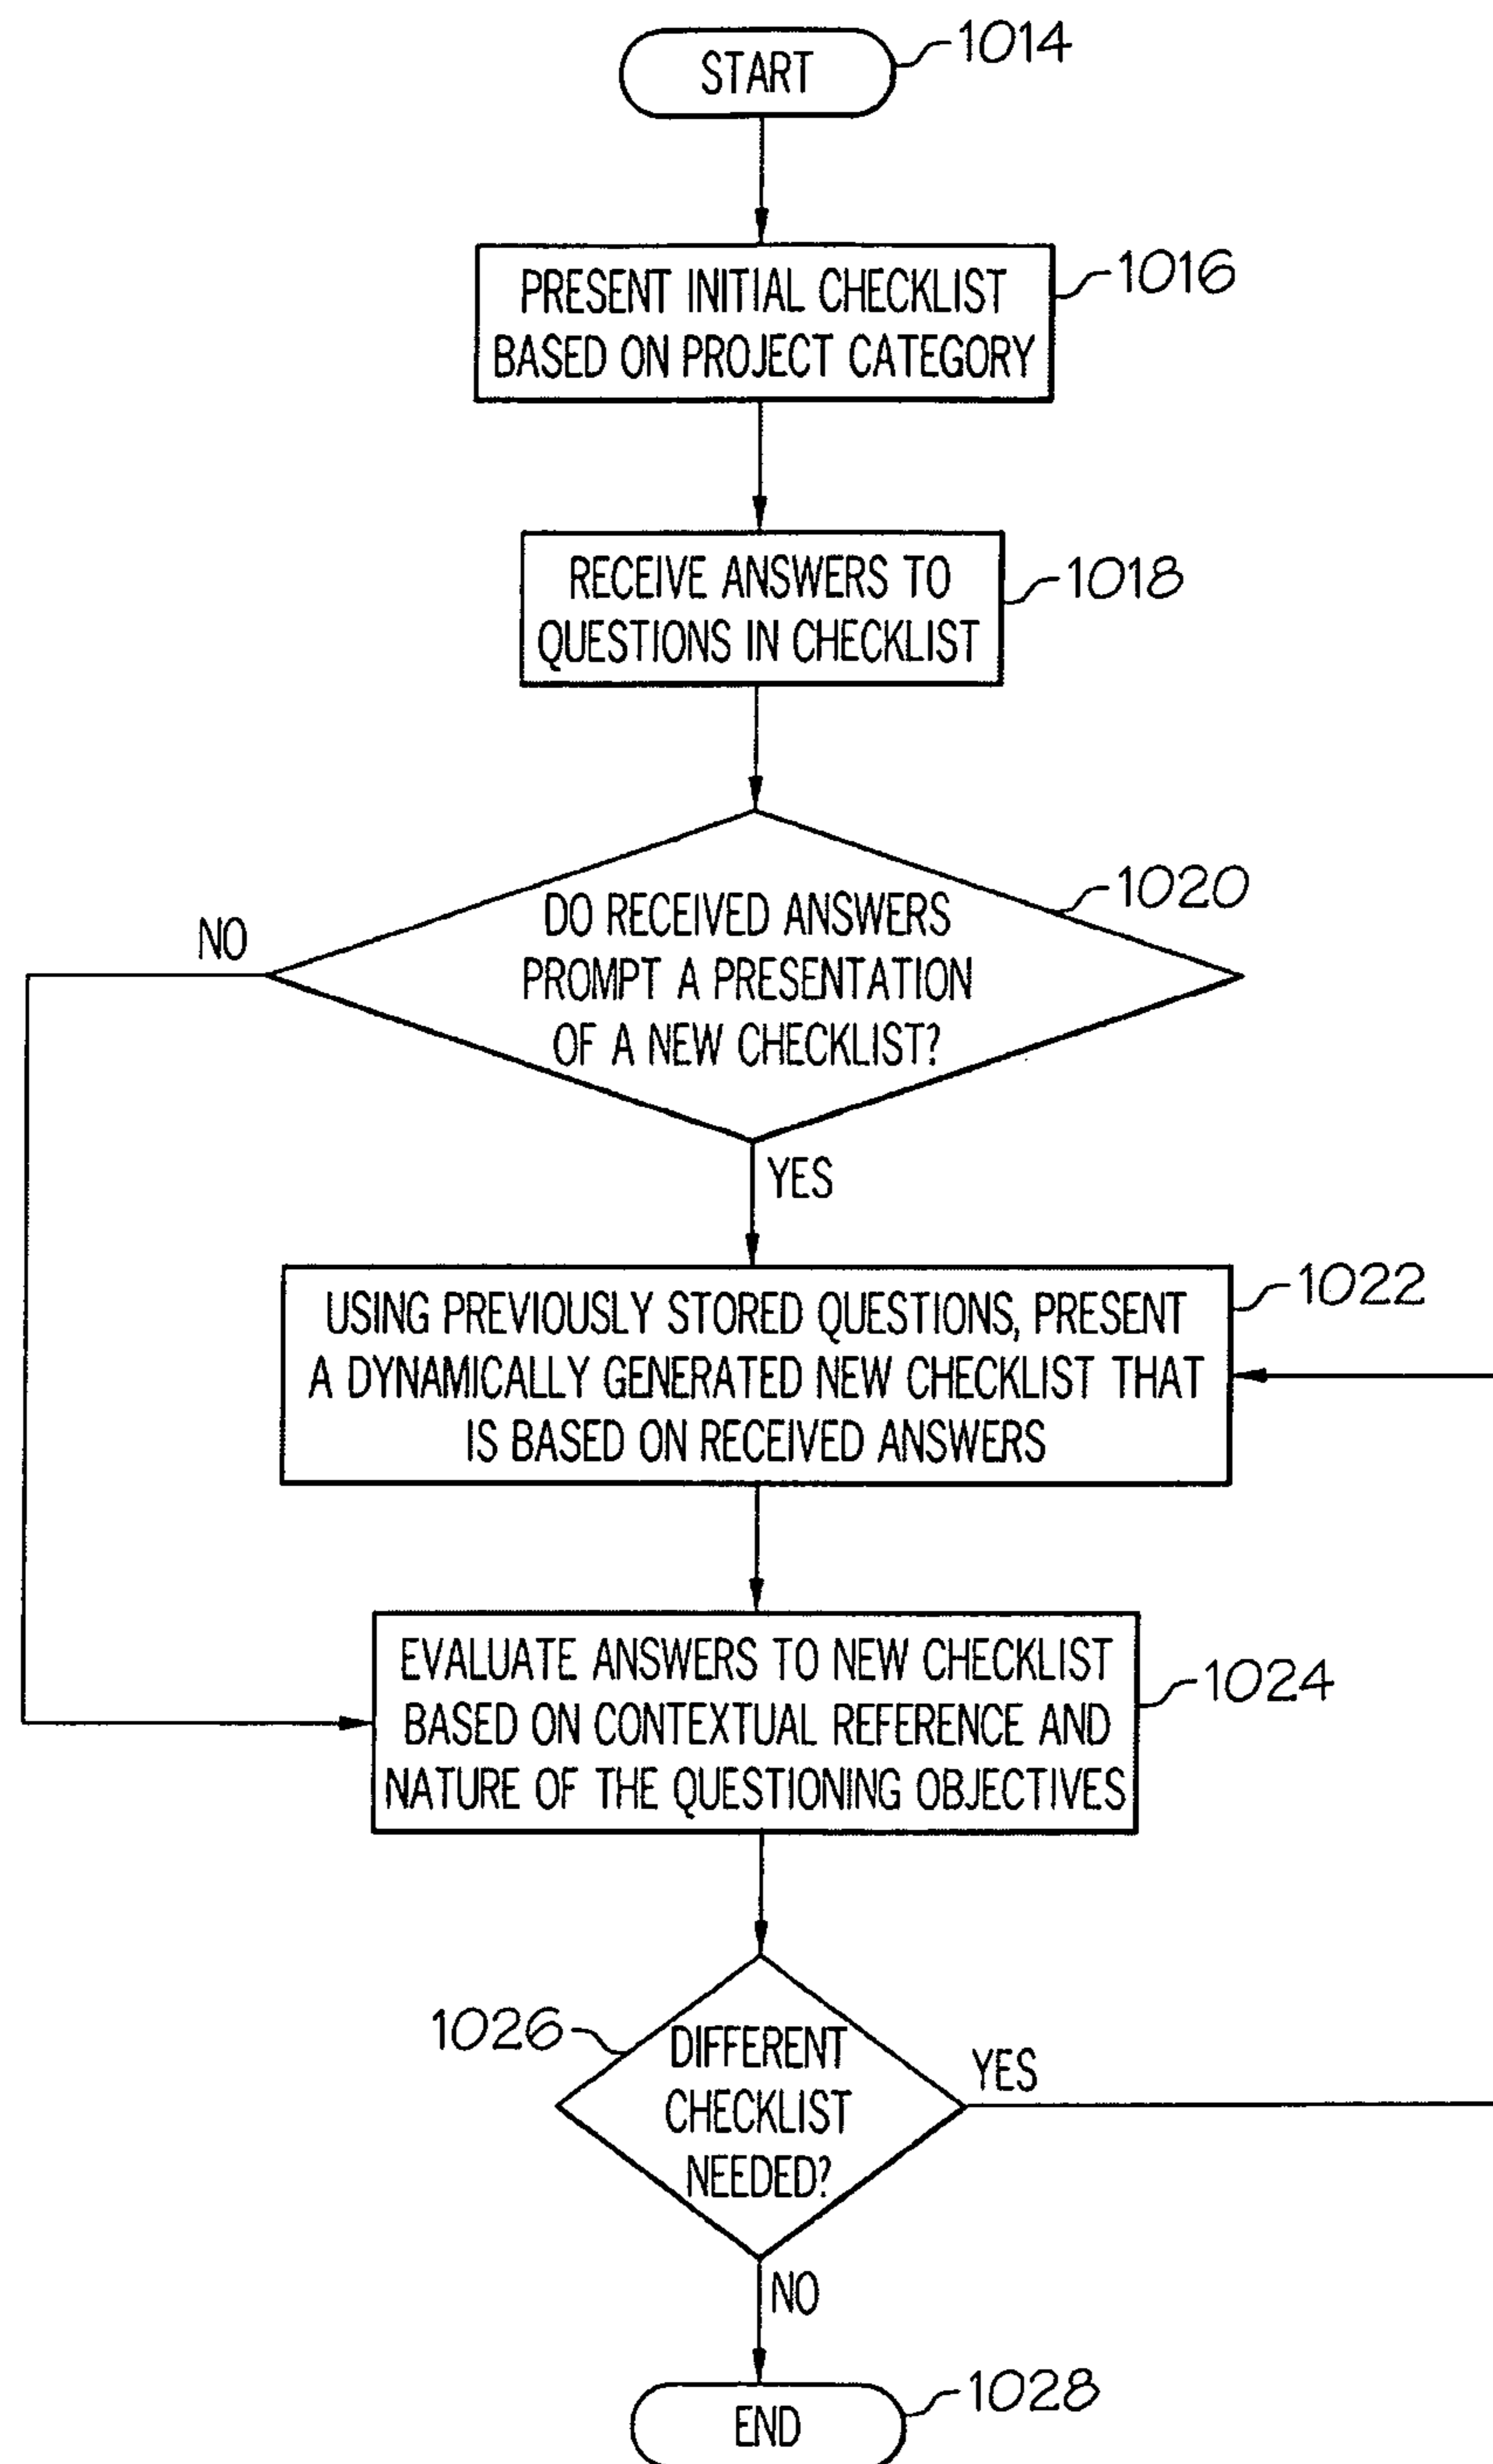 START
1014
PRESENT INITIAL CHECKLIST
BASED ON PROJECT CATEGORY
1016
RECEIVE ANSWERS TO
QUESTIONS IN CHECKLIST
1018
DO RECEIVED ANSWERS
PROMPT A PRESENTATION
OF A NEW CHECKLIST?
1020
NO
YES
USING PREVIOUSLY STORED QUESTIONS, PRESENT
A DYNAMICALLY GENERATED NEW CHECKLIST THAT
IS BASED ON RECEIVED ANSWERS
1022
EVALUATE ANSWERS TO NEW CHECKLIST
BASED ON CONTEXTUAL REFERENCE AND
NATURE OF THE QUESTIONING OBJECTIVES
1024
1026
DIFFERENT
CHECKLIST
NEEDED?
YES
NO
END
1028